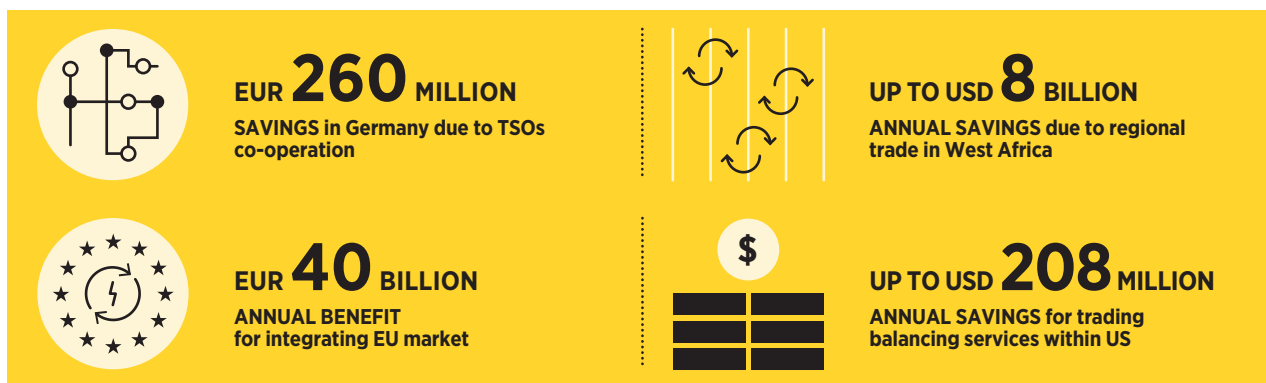 EUR 260 MILLION
SAVINGS in Germany due to TSOs
co-operation
UP TO USD 8 BILLION
ANNUAL SAVINGS due to regional
trade in West Africa
EUR 40 BILLION
ANNUAL BENEFIT
for integrating EU market
$
UP TO USD 208 MILLION
ANNUAL SAVINGS for trading
balancing services within US